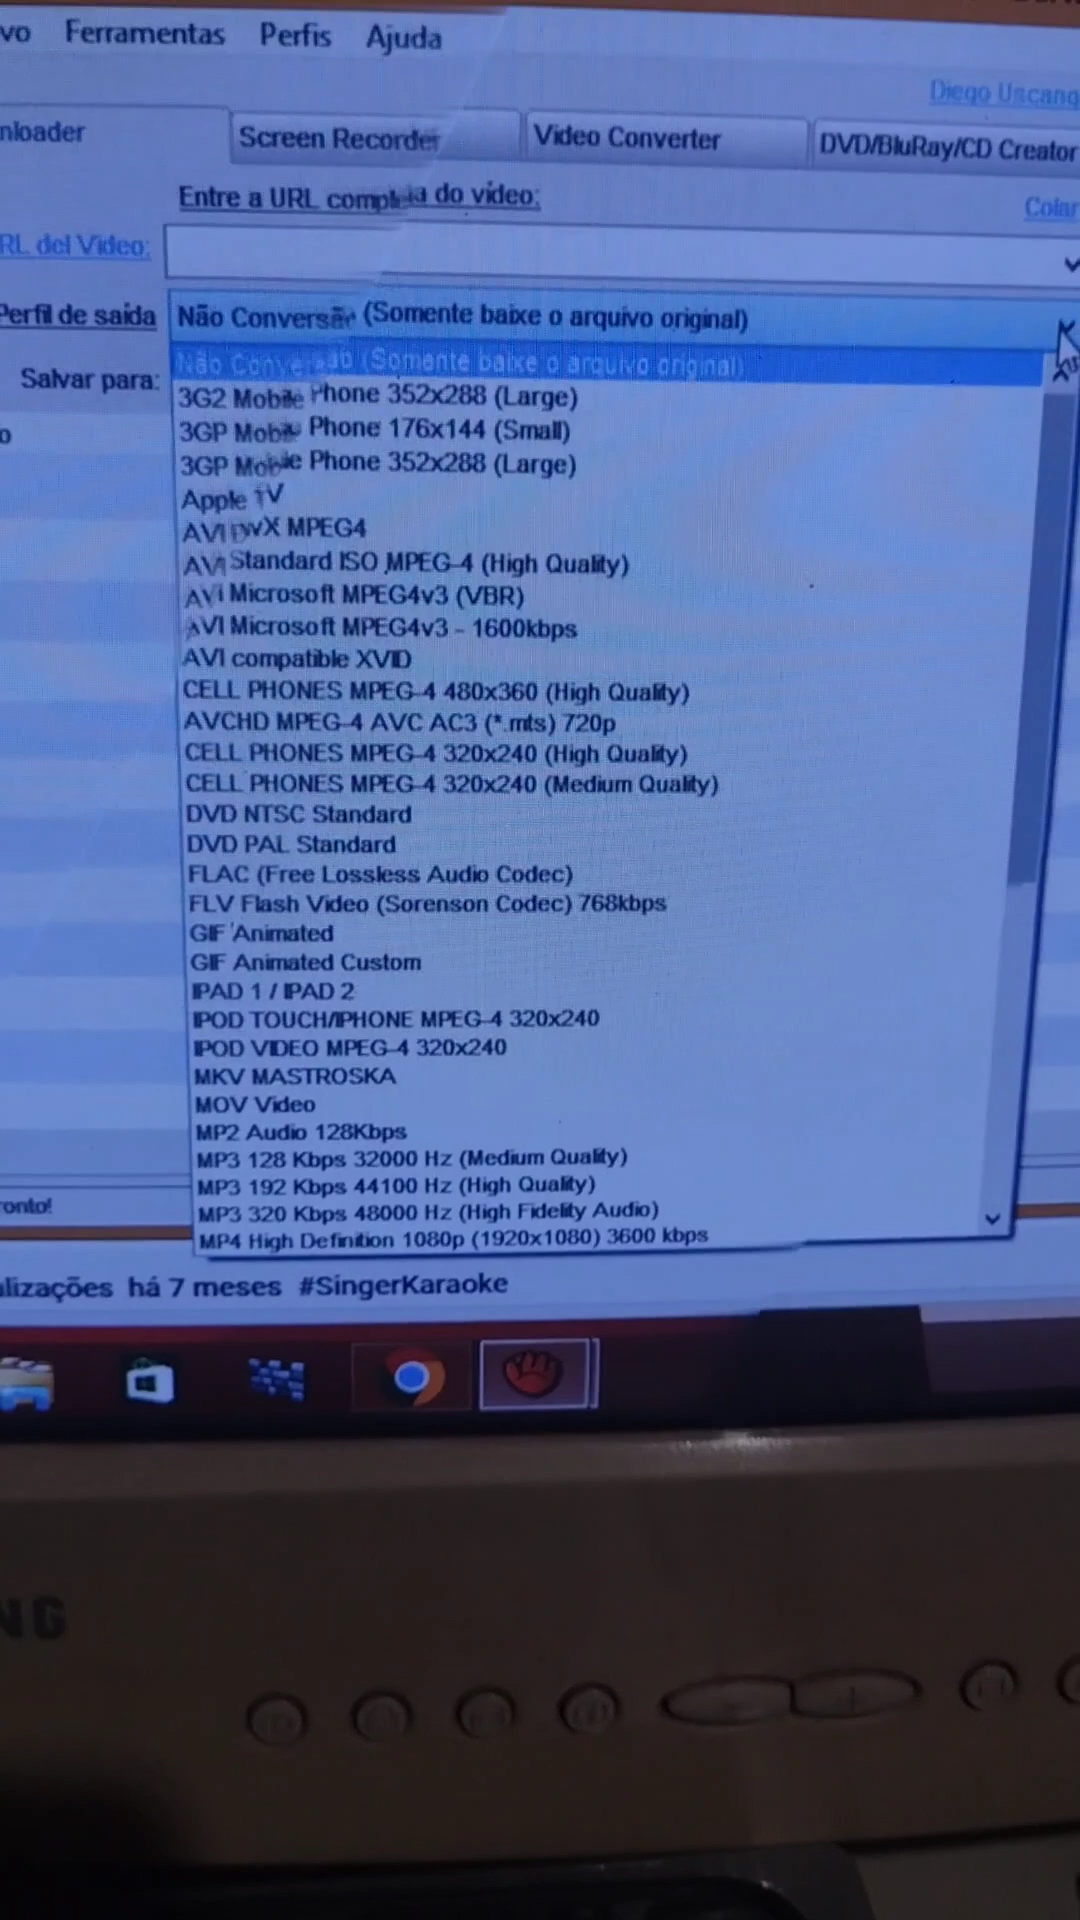 vo Ferramentas Perfis Ajuda
Diego Uscang
nloader Screen Recorder Video Converter DVD/BluRay/CD Creator
Entre a URL completa do vídeo: Colar
RL del Video:
Perfil de saída Não Conversão (Somente baixe o arquivo original)
Não Conversão (Somente baixe o arquivo original)
Salvar para:
3G2 Mobile Phone 352x288 (Large)
3GP Mobile Phone 176x144 (Small)
o
3GP Mobile Phone 352x288 (Large)
Apple TV
AVI DivX MPEG4
AVI Standard ISO MPEG-4 (High Quality)
AVI Microsoft MPEG4v3 (VBR)
AVI Microsoft MPEG4v3 - 1600kbps
AVI compatible XVID
CELL PHONES MPEG-4 480x360 (High Quality)
AVCHD MPEG-4 AVC AC3 (*.mts) 720p
CELL PHONES MPEG-4 320x240 (High Quality)
CELL PHONES MPEG-4 320x240 (Medium Quality)
DVD NTSC Standard
DVD PAL Standard
FLAC (Free Lossless Audio Codec)
FLV Flash Video (Sorenson Codec) 768kbps
GIF Animated
GIF Animated Custom
IPAD 1 / IPAD 2
IPOD TOUCH/IPHONE MPEG-4 320x240
IPOD VIDEO MPEG-4 320x240
MKV MASTROSKA
MOV Video
MP2 Audio 128Kbps
MP3 128 Kbps 32000 Hz (Medium Quality)
MP3 192 Kbps 44100 Hz (High Quality)
ronto!
MP3 320 Kbps 48000 Hz (High Fidelity Audio)
MP4 High Definition 1080p (1920x1080) 3600 kbps
alizações há 7 meses #SingerKaraoke
NG